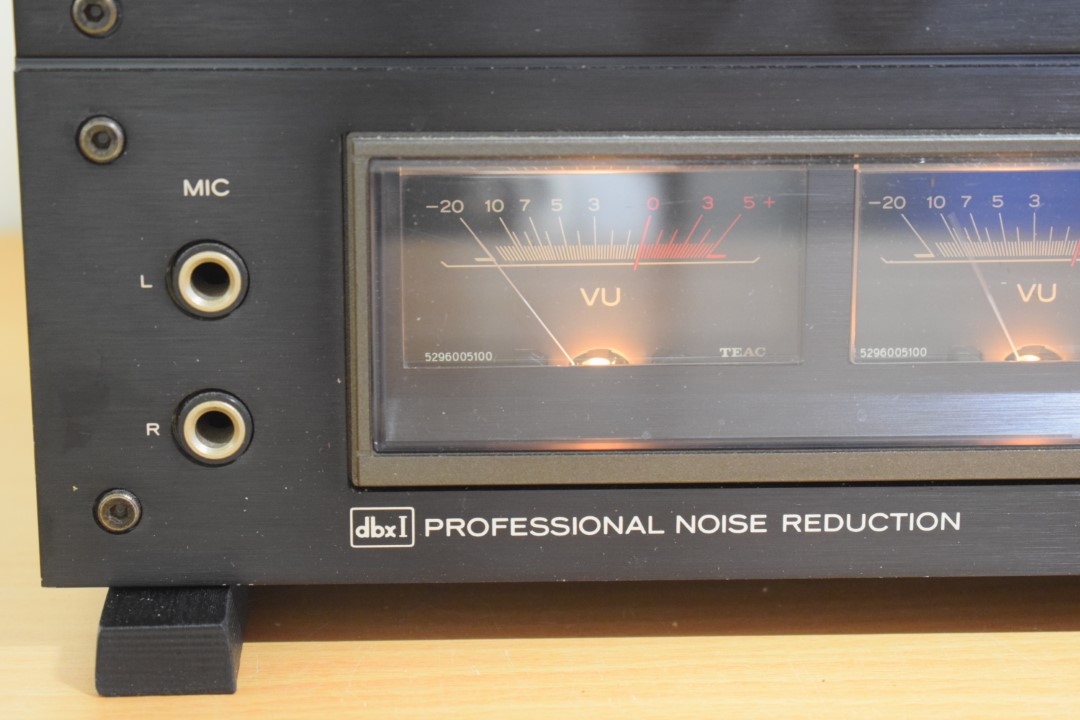 MIC
L
R
-20 10 7 5 3 0 3 5 +
VU
5296005100 TEAC
-20 10 7 5 3
VU
5296005100
dbx I PROFESSIONAL NOISE REDUCTION